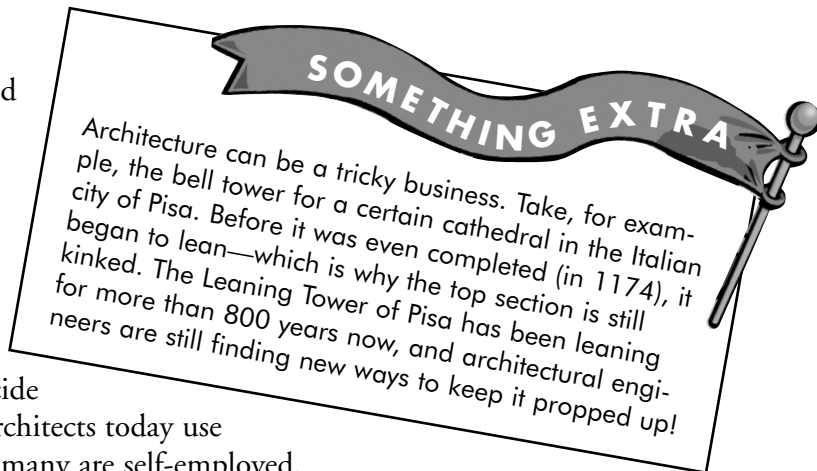 d
SOMETHING EXTRA
Architecture can be a tricky business. Take, for exam-
ple, the bell tower for a certain cathedral in the Italian
city of Pisa. Before it was even completed (in 1174), it
began to lean—which is why the top section is still
kinked. The Leaning Tower of Pisa has been leaning
for more than 800 years now, and architectural engi-
neers are still finding new ways to keep it propped up!
cide
rchitects today use
many are self-employed.